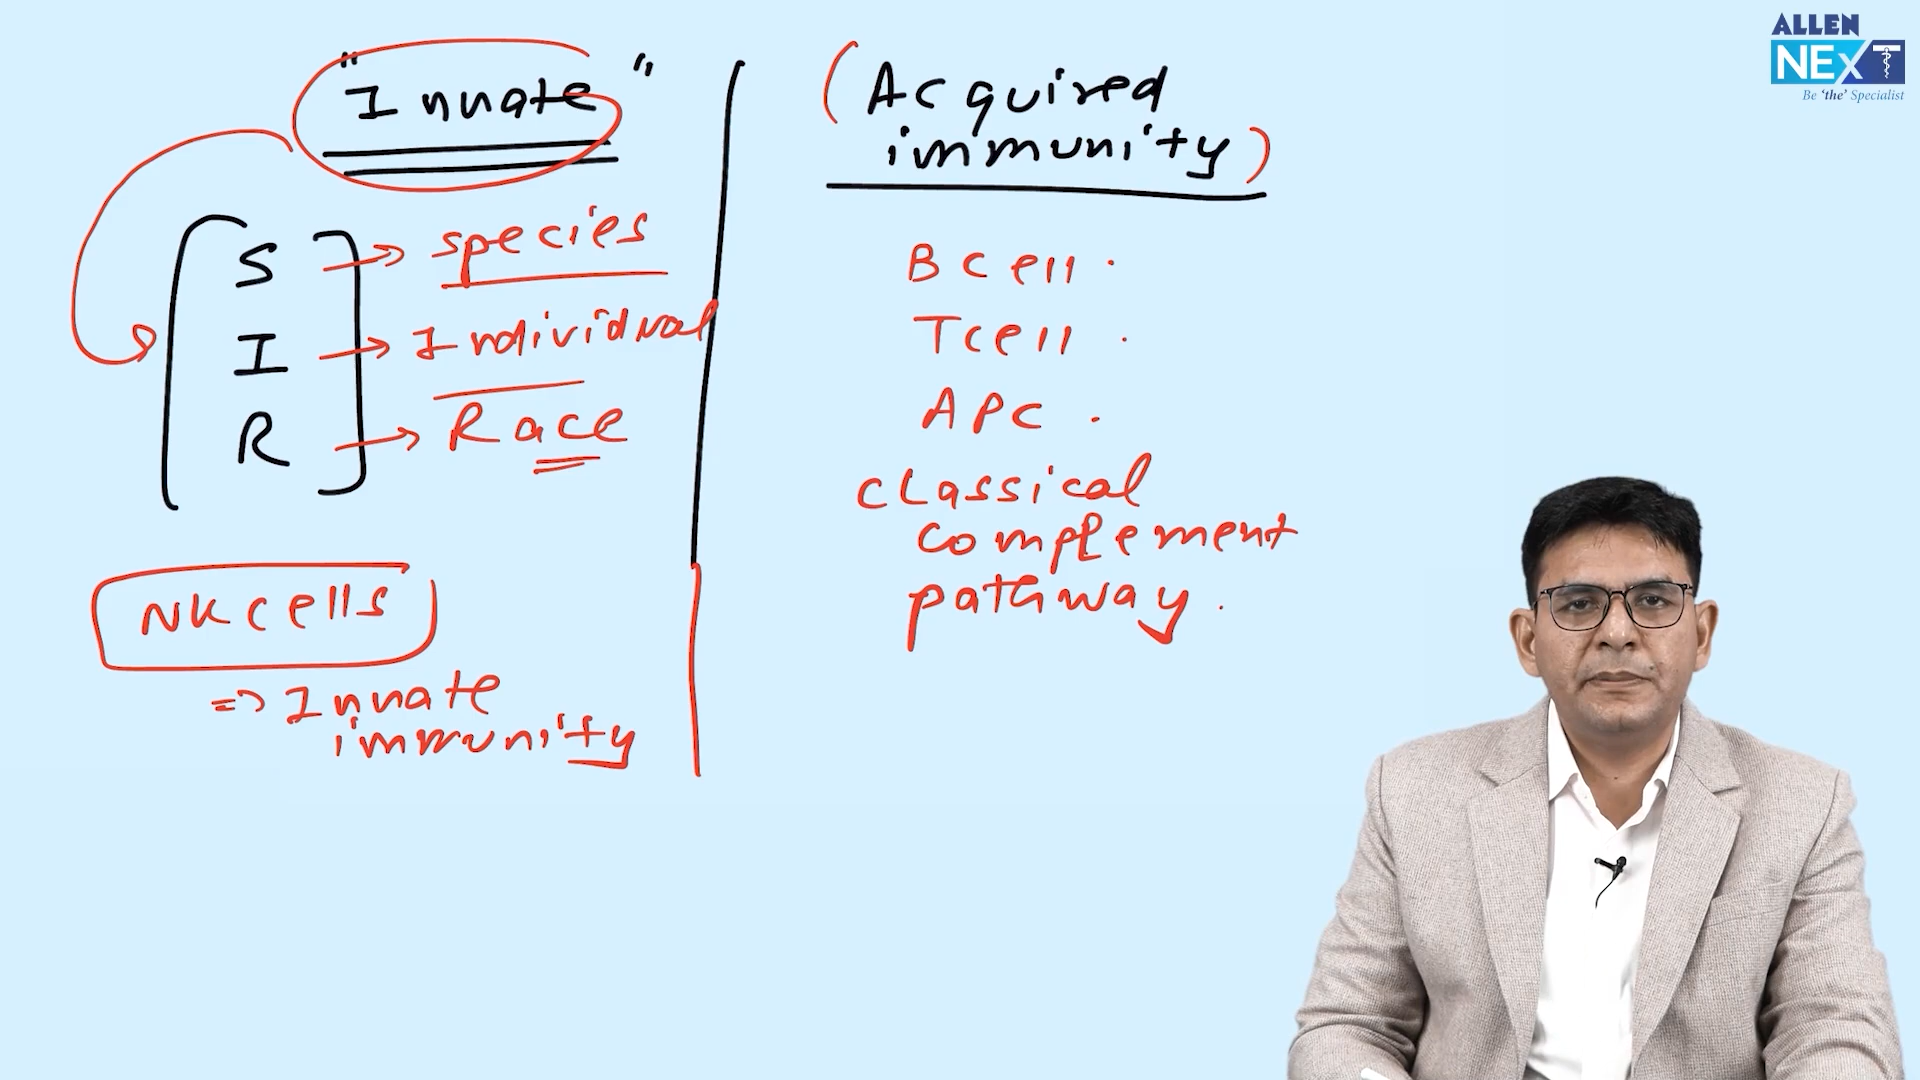 "Innate"
S → species
I → Individual
R → Race
NK cells
=> Innate
immunity
(Acquired
immunity)
B cell .
T cell .
APC .
classical
complement
pathway .
ALLEN
NExT
Be 'the' Specialist